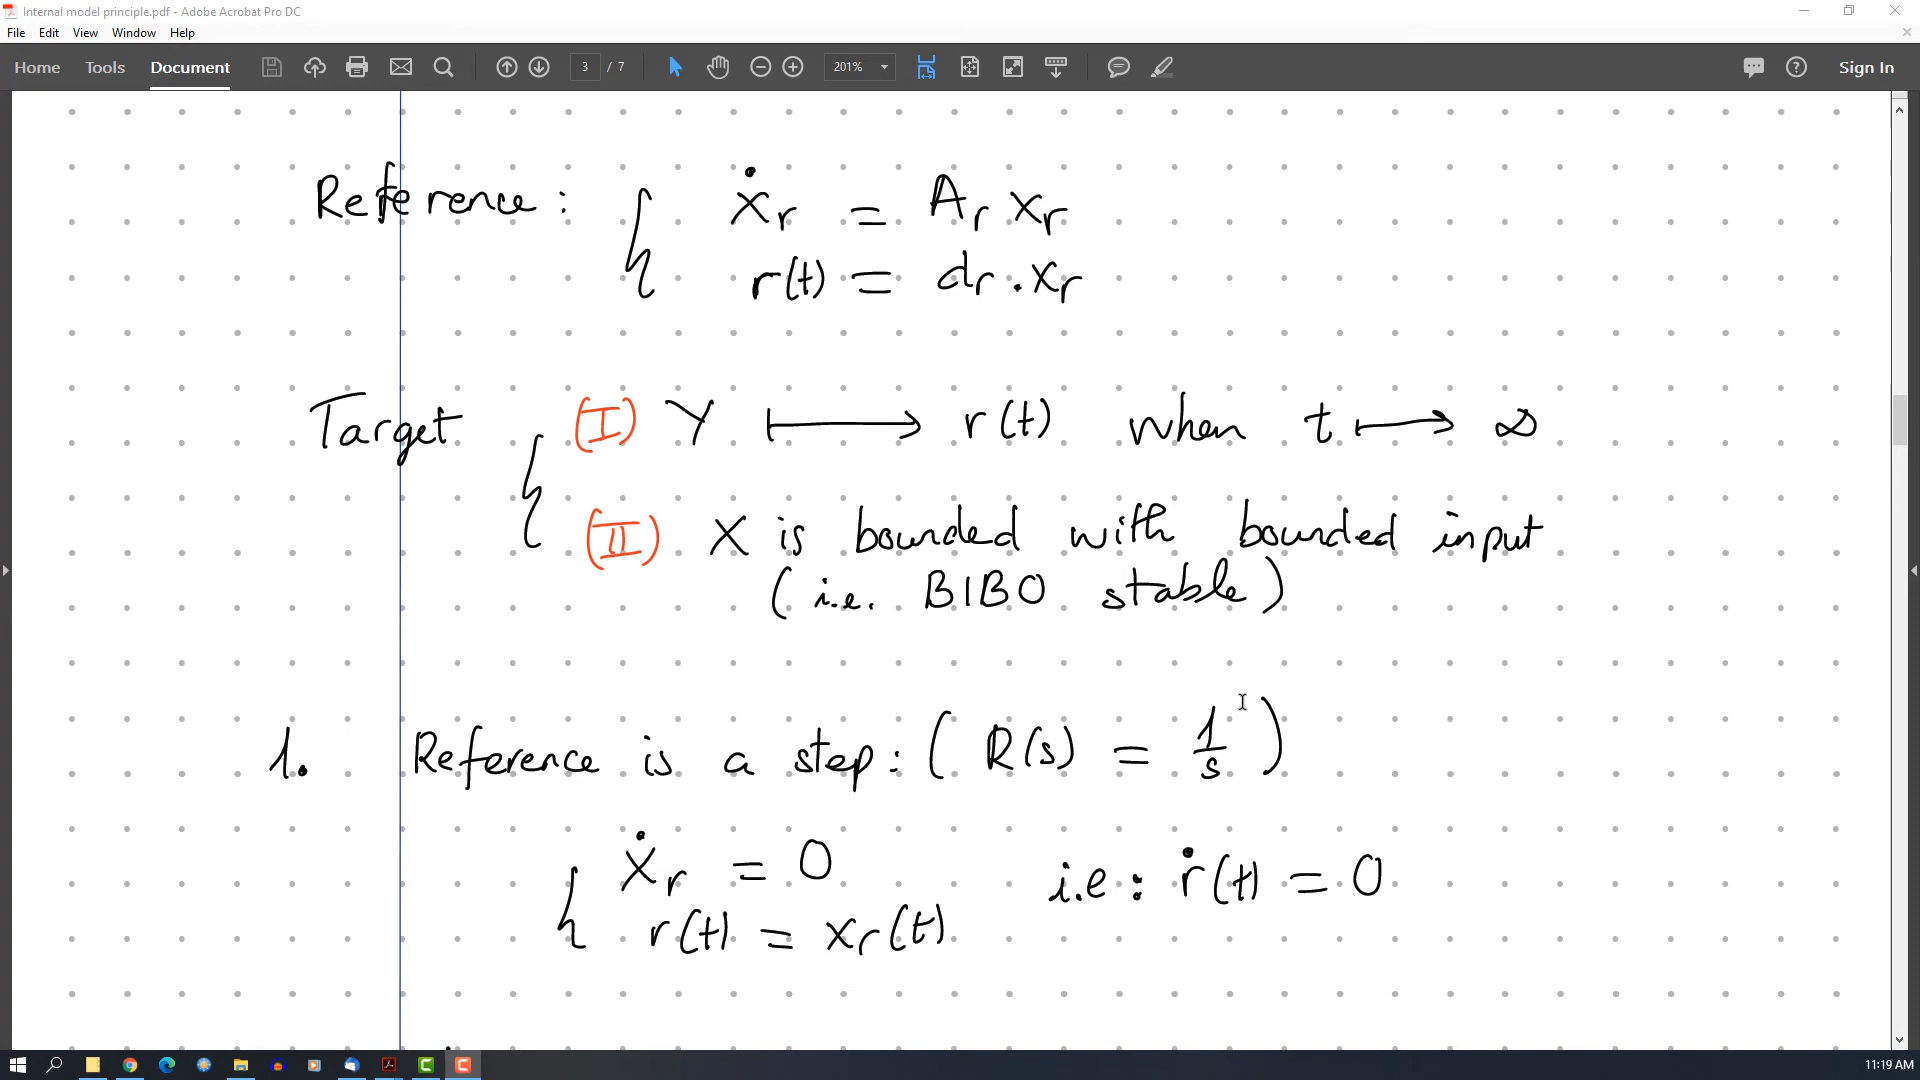 Internal model principle.pdf - Adobe Acrobat Pro DC
File Edit View Window Help
Home Tools Document 3 / 7 201% Sign In
Reference: { ẋr = Ar xr
r(t) = dr . xr
Target { (I) Y ⟼ r(t) when t ⟼ ∞
(II) X is bounded with bounded input
(i.e. BIBO stable)
1. Reference is a step: ( R(s) = 1/s )
{ ẋr = 0 i.e: ṙ(t) = 0
r(t) = xr(t)
11:19 AM